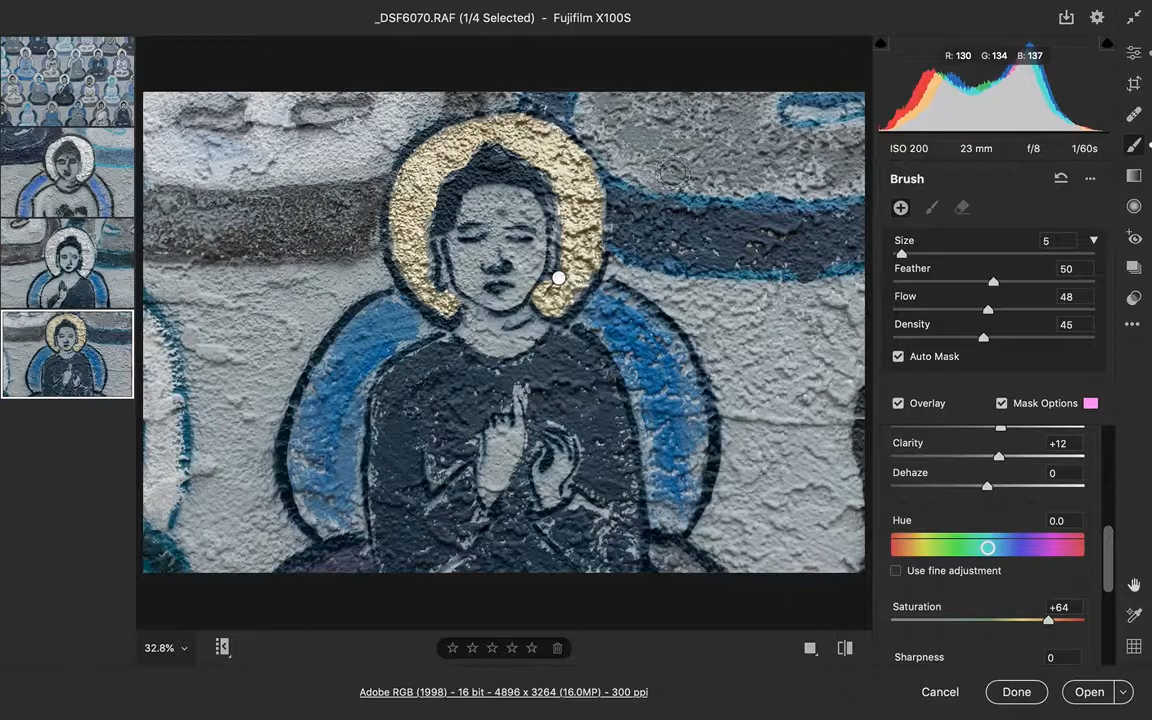 _DSF6070.RAF (1/4 Selected)  -  Fujifilm X100S
R: 130 G: 134 B: 137
ISO 200 23 mm f/8 1/60s
Brush
Size 5
Feather 50
Flow 48
Density 45
Auto Mask
Overlay Mask Options
Clarity +12
Dehaze 0
Hue 0.0
Use fine adjustment
Saturation +64
Sharpness 0
32.8%
Adobe RGB (1998) - 16 bit - 4896 x 3264 (16.0MP) - 300 ppi
Cancel Done Open